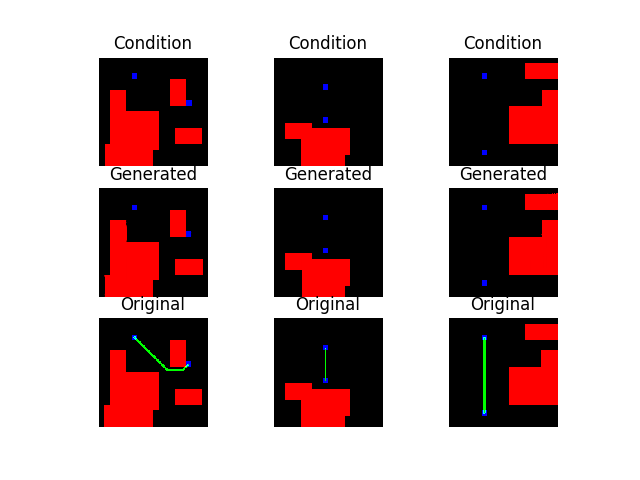 Condition
Condition
Condition
Generated
Generated
Generated
Original
Original
Original